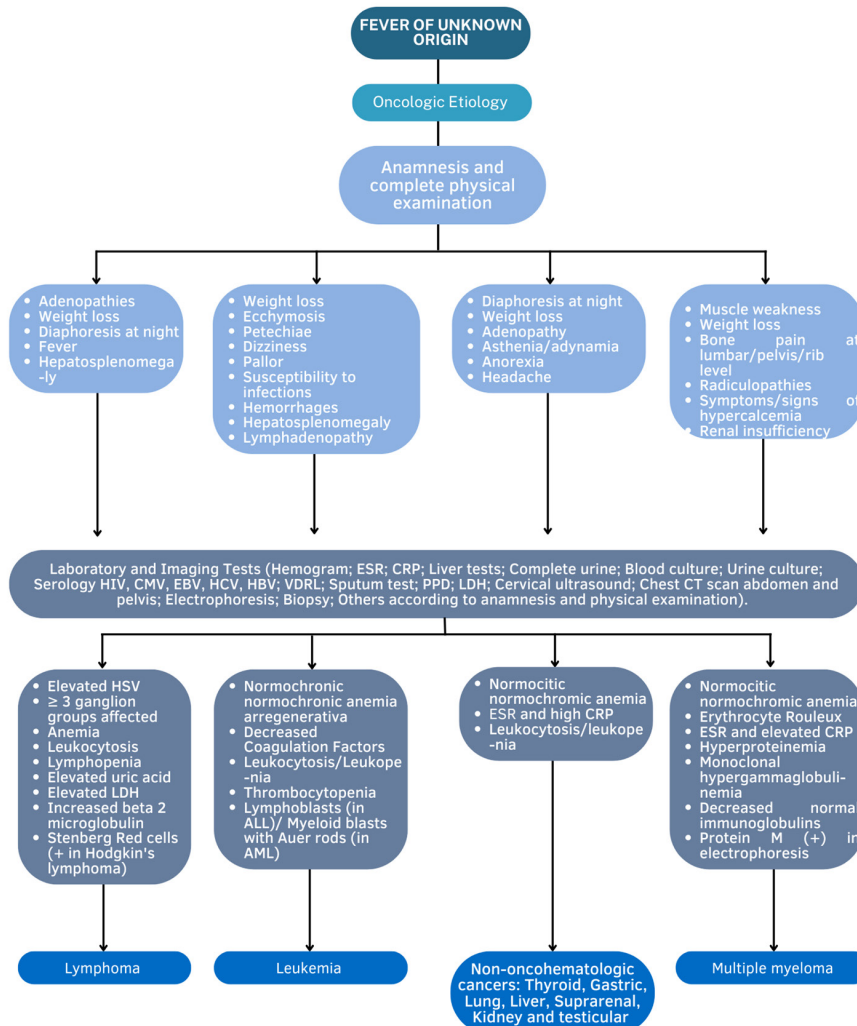 FEVER OF UNKNOWN
ORIGIN
Oncologic Etiology
Anamnesis and
complete physical
examination
Adenopathies
Weight loss
Diaphoresis at night
Fever
Hepatosplenomega
-ly
Weight loss
Ecchymosis
Petechiae
Dizziness
Pallor
Susceptibility to
infections
Hemorrhages
Hepatosplenomegaly
Lymphadenopathy
Diaphoresis at night
Weight loss
Adenopathy
Asthenia/adynamia
Anorexia
Headache
Muscle weakness
Weight loss
Bone pain at
lumbar/pelvis/rib
level
Radiculopathies
Symptoms/signs of
hypercalcemia
Renal insufficiency
Laboratory and Imaging Tests (Hemogram; ESR; CRP; Liver tests; Complete urine; Blood culture; Urine culture;
Serology HIV, CMV, EBV, HCV, HBV; VDRL; Sputum test; PPD; LDH; Cervical ultrasound; Chest CT scan abdomen and
pelvis; Electrophoresis; Biopsy; Others according to anamnesis and physical examination).
Elevated HSV
≥ 3 ganglion
groups affected
Anemia
Leukocytosis
Lymphopenia
Elevated uric acid
Elevated LDH
Increased beta 2
microglobulin
Stenberg Red cells
(+ in Hodgkin's
lymphoma)
Normochronic
normochromic anemia
arregenerativa
Decreased
Coagulation Factors
Leukocytosis/Leukope
-nia
Thrombocytopenia
Lymphoblasts (in
ALL)/ Myeloid blasts
with Auer rods (in
AML)
Normocitic
normochromic anemia
ESR and high CRP
Leukocytosis/leukope
-nia
Normocitic
normochromic anemia
Erythrocyte Rouleux
ESR and elevated CRP
Hyperproteinemia
Monoclonal
hypergammaglobuli-
nemia
Decreased normal
immunoglobulins
Protein M (+) in
electrophoresis
Lymphoma
Leukemia
Non-oncohematologic
cancers: Thyroid, Gastric,
Lung, Liver, Suprarenal,
Kidney and testicular
Multiple myeloma